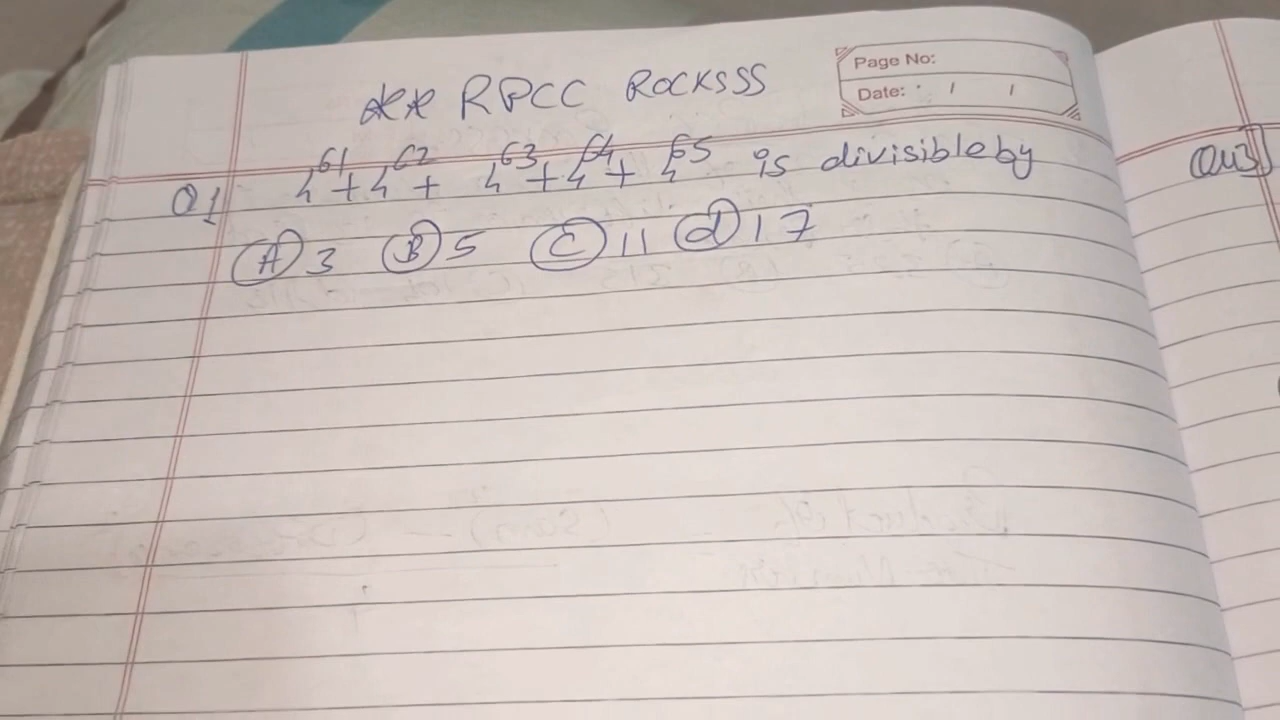 ** RPCC ROCKSSS
Page No:
Date: / /
Q1 4^61 + 4^62 + 4^63 + 4^64 + 4^65 is divisible by
(A) 3 (B) 5 (C) 11 (d) 17
Qu3)